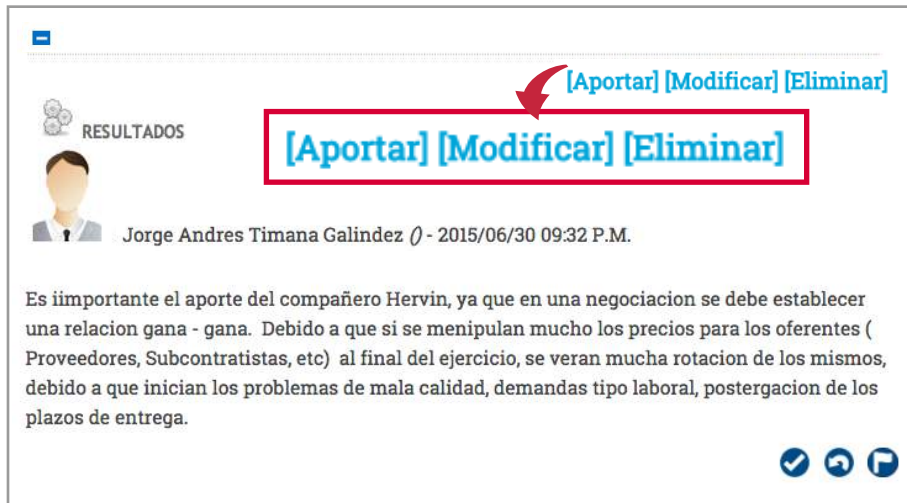 [Aportar] [Modificar] [Eliminar]
RESULTADOS
[Aportar] [Modificar] [Eliminar]
Jorge Andres Timana Galindez () - 2015/06/30 09:32 P.M.
Es iimportante el aporte del compañero Hervin, ya que en una negociacion se debe establecer
una relacion gana - gana. Debido a que si se menipulan mucho los precios para los oferentes (
Proveedores, Subcontratistas, etc) al final del ejercicio, se veran mucha rotacion de los mismos,
debido a que inician los problemas de mala calidad, demandas tipo laboral, postergacion de los
plazos de entrega.